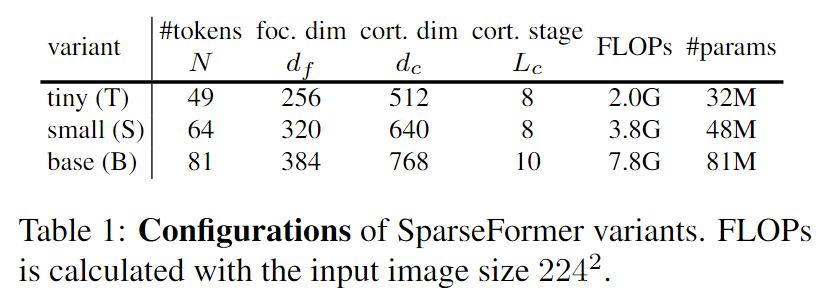 variant #tokens foc. dim cort. dim cort. stage FLOPs #params
N d_f d_c L_c
tiny (T) 49 256 512 8 2.0G 32M
small (S) 64 320 640 8 3.8G 48M
base (B) 81 384 768 10 7.8G 81M
Table 1: Configurations of SparseFormer variants. FLOPs
is calculated with the input image size 224².